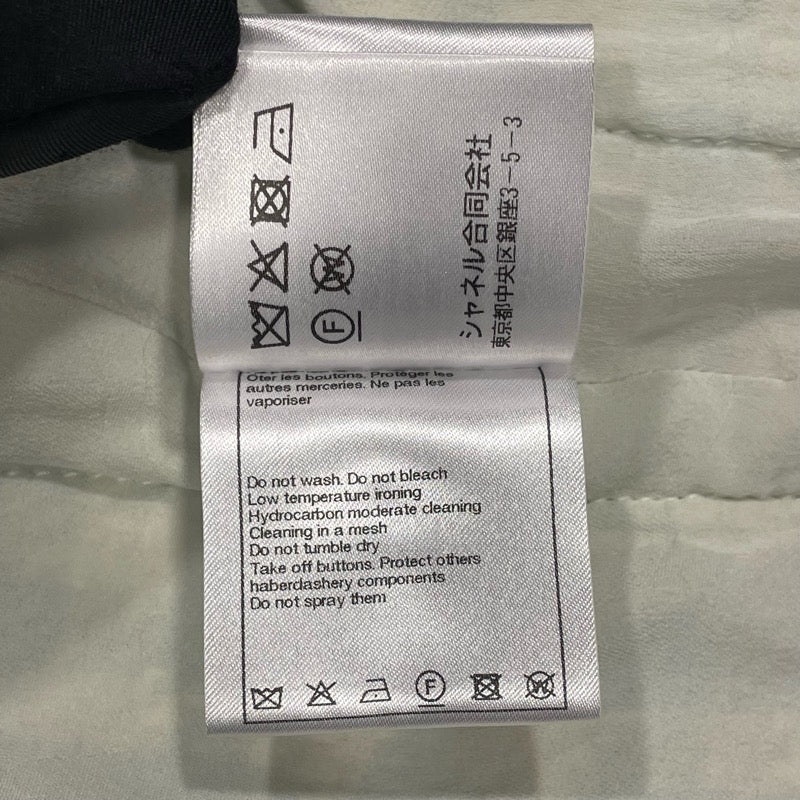 シャネル合同会社
東京都中央区銀座3-5-3
Oter les boutons. Protéger les
autres merceries. Ne pas les
vaporiser
Do not wash. Do not bleach
Low temperature ironing
Hydrocarbon moderate cleaning
Cleaning in a mesh
Do not tumble dry
Take off buttons. Protect others
haberdashery components
Do not spray them
F W
F W